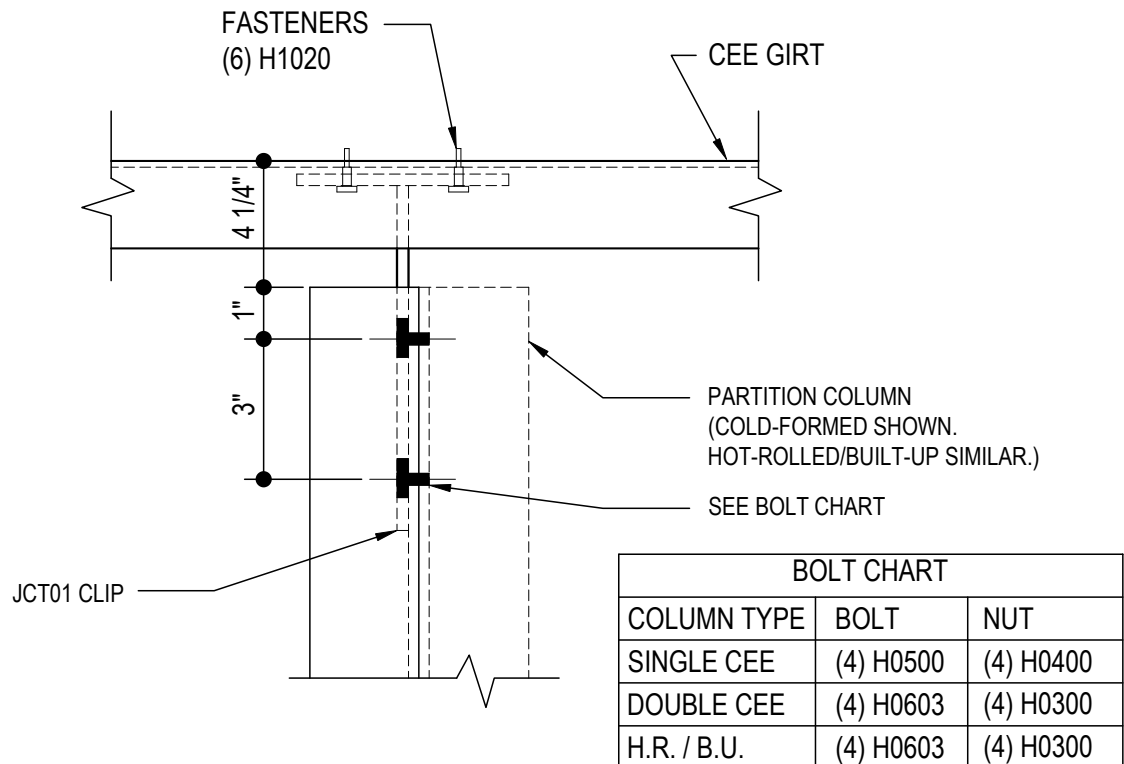 FASTENERS
(6) H1020
CEE GIRT
4 1/4"
1"
3"
PARTITION COLUMN
(COLD-FORMED SHOWN.
HOT-ROLLED/BUILT-UP SIMILAR.)
SEE BOLT CHART
JCT01 CLIP
BOLT CHART
COLUMN TYPE BOLT NUT
SINGLE CEE (4) H0500 (4) H0400
DOUBLE CEE (4) H0603 (4) H0300
H.R. / B.U. (4) H0603 (4) H0300